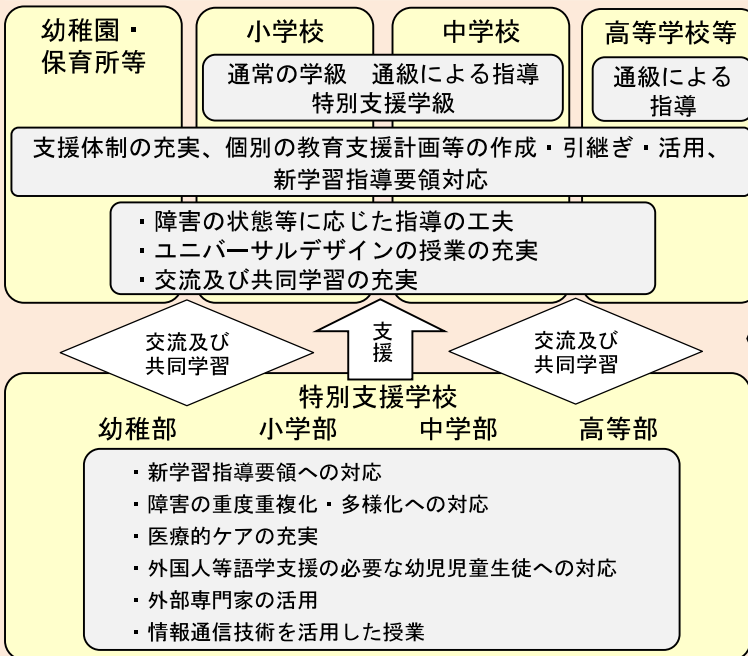 幼稚園・
保育所等
小学校
中学校
高等学校等
通常の学級　通級による指導
特別支援学級
通級による
指導
支援体制の充実、個別の教育支援計画等の作成・引継ぎ・活用、
新学習指導要領対応
・障害の状態等に応じた指導の工夫
・ユニバーサルデザインの授業の充実
・交流及び共同学習の充実
交流及び
共同学習
支
援
交流及び
共同学習
特別支援学校
幼稚部
小学部
中学部
高等部
・新学習指導要領への対応
・障害の重度重複化・多様化への対応
・医療的ケアの充実
・外国人等語学支援の必要な幼児児童生徒への対応
・外部専門家の活用
・情報通信技術を活用した授業